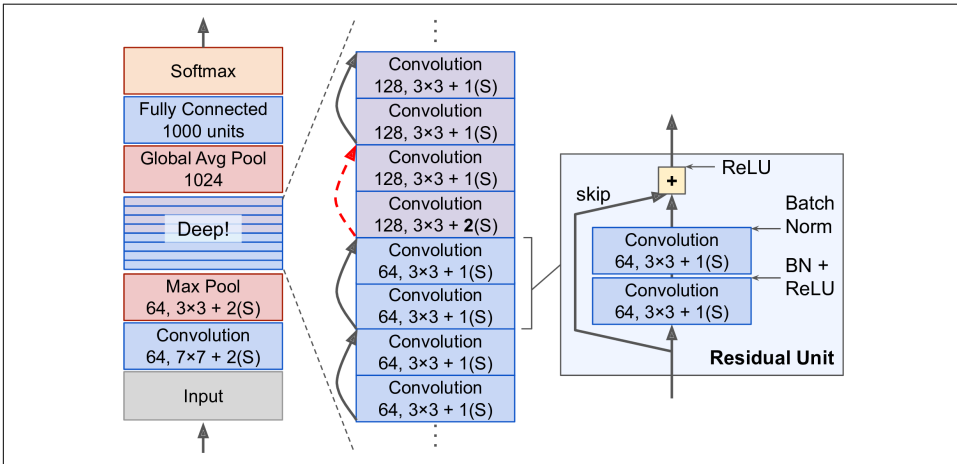 Softmax
Fully Connected
1000 units
Global Avg Pool
1024
Deep!
Max Pool
64, 3×3 + 2(S)
Convolution
64, 7×7 + 2(S)
Input
Convolution
128, 3×3 + 1(S)
Convolution
128, 3×3 + 1(S)
Convolution
128, 3×3 + 1(S)
Convolution
128, 3×3 + 2(S)
Convolution
64, 3×3 + 1(S)
Convolution
64, 3×3 + 1(S)
Convolution
64, 3×3 + 1(S)
Convolution
64, 3×3 + 1(S)
+
ReLU
skip
Batch
Norm
Convolution
64, 3×3 + 1(S)
BN +
ReLU
Convolution
64, 3×3 + 1(S)
Residual Unit